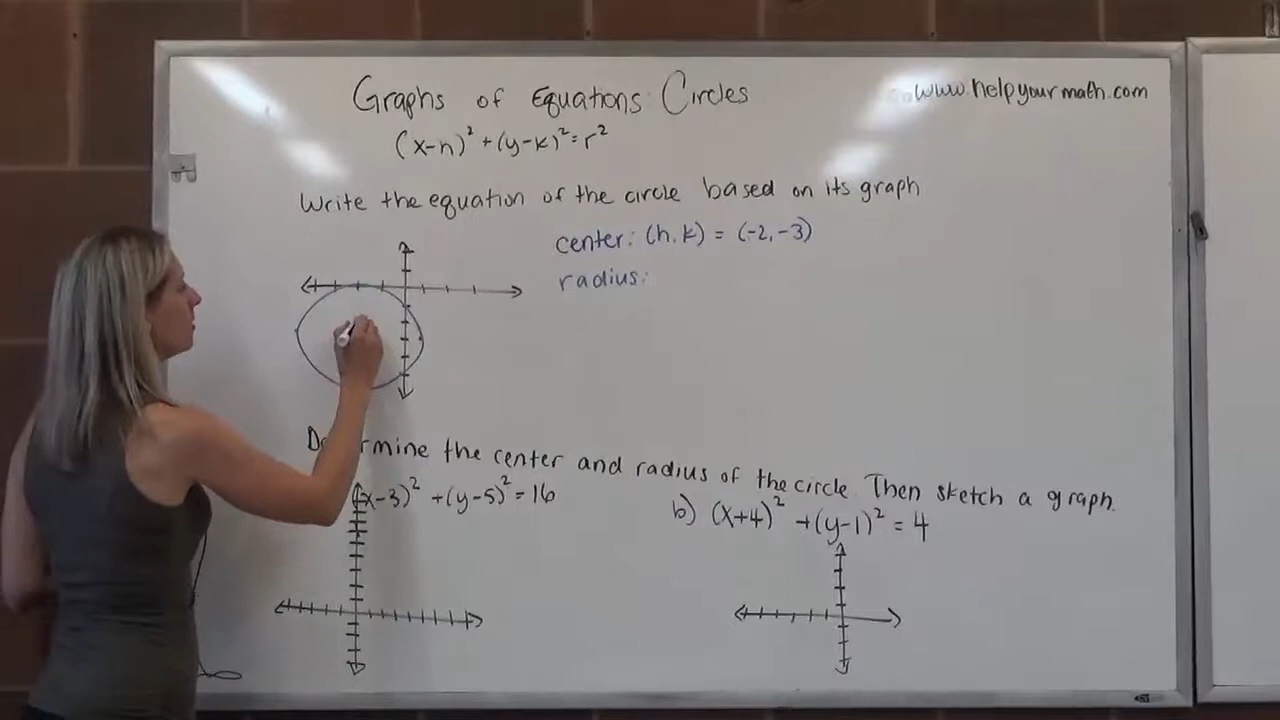 Graphs of Equations: Circles
www.helpyourmath.com
(x-h)² + (y-k)² = r²
Write the equation of the circle based on its graph
center: (h, k) = (-2, -3)
radius:
the center and radius of the circle. Then sketch a graph.
x-3)² + (y-5)² = 16
b) (x+4)² + (y-1)² = 4